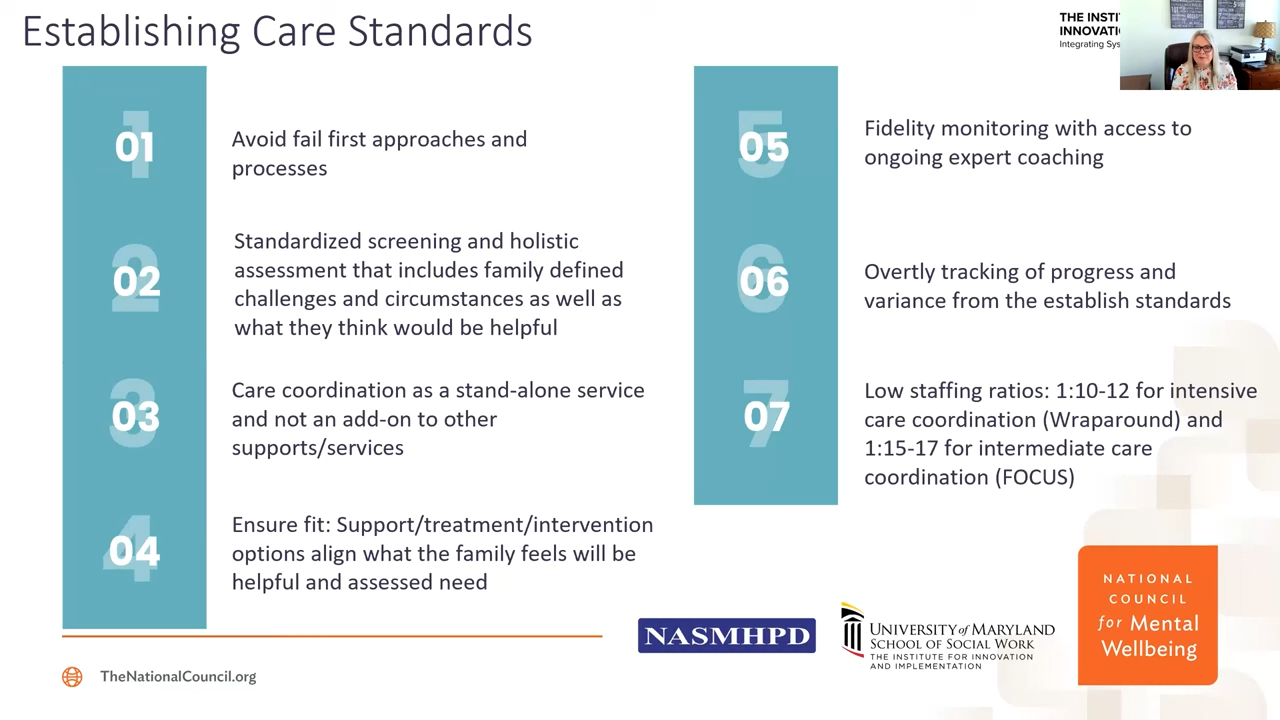 Establishing Care Standards
THE INSTI
INNOVATI
Integrating Sys
01
Avoid fail first approaches and
processes
02
Standardized screening and holistic
assessment that includes family defined
challenges and circumstances as well as
what they think would be helpful
03
Care coordination as a stand-alone service
and not an add-on to other
supports/services
04
Ensure fit: Support/treatment/intervention
options align what the family feels will be
helpful and assessed need
05
Fidelity monitoring with access to
ongoing expert coaching
06
Overtly tracking of progress and
variance from the establish standards
07
Low staffing ratios: 1:10-12 for intensive
care coordination (Wraparound) and
1:15-17 for intermediate care
coordination (FOCUS)
NASMHPD
UNIVERSITY of MARYLAND
SCHOOL OF SOCIAL WORK
THE INSTITUTE FOR INNOVATION
AND IMPLEMENTATION
NATIONAL
COUNCIL
for Mental
Wellbeing
TheNationalCouncil.org